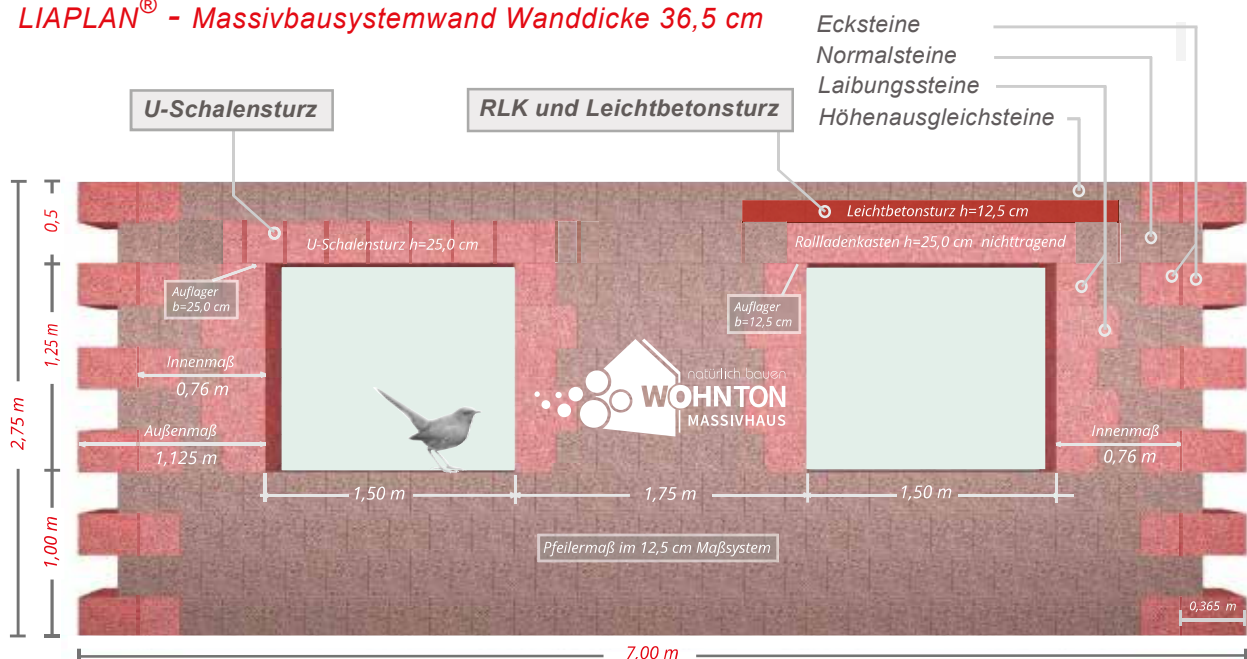 LIAPLAN® - Massivbausystemwand Wanddicke 36,5 cm
Ecksteine
Normalsteine
Laibungssteine
Höhenausgleichsteine
U-Schalensturz
RLK und Leichtbetonsturz
Leichtbetonsturz h=12,5 cm
U-Schalensturz h=25,0 cm
Rollladenkasten h=25,0 cm nichttragend
Auflager
b=25,0 cm
Auflager
b=12,5 cm
0,5
1,25 m
2,75 m
1,00 m
Innenmaß
0,76 m
Außenmaß
1,125 m
natürlich bauen
WOHNTON
MASSIVHAUS
Innenmaß
0,76 m
1,50 m
1,75 m
1,50 m
Pfeilermaß im 12,5 cm Maßsystem
0,365 m
7,00 m